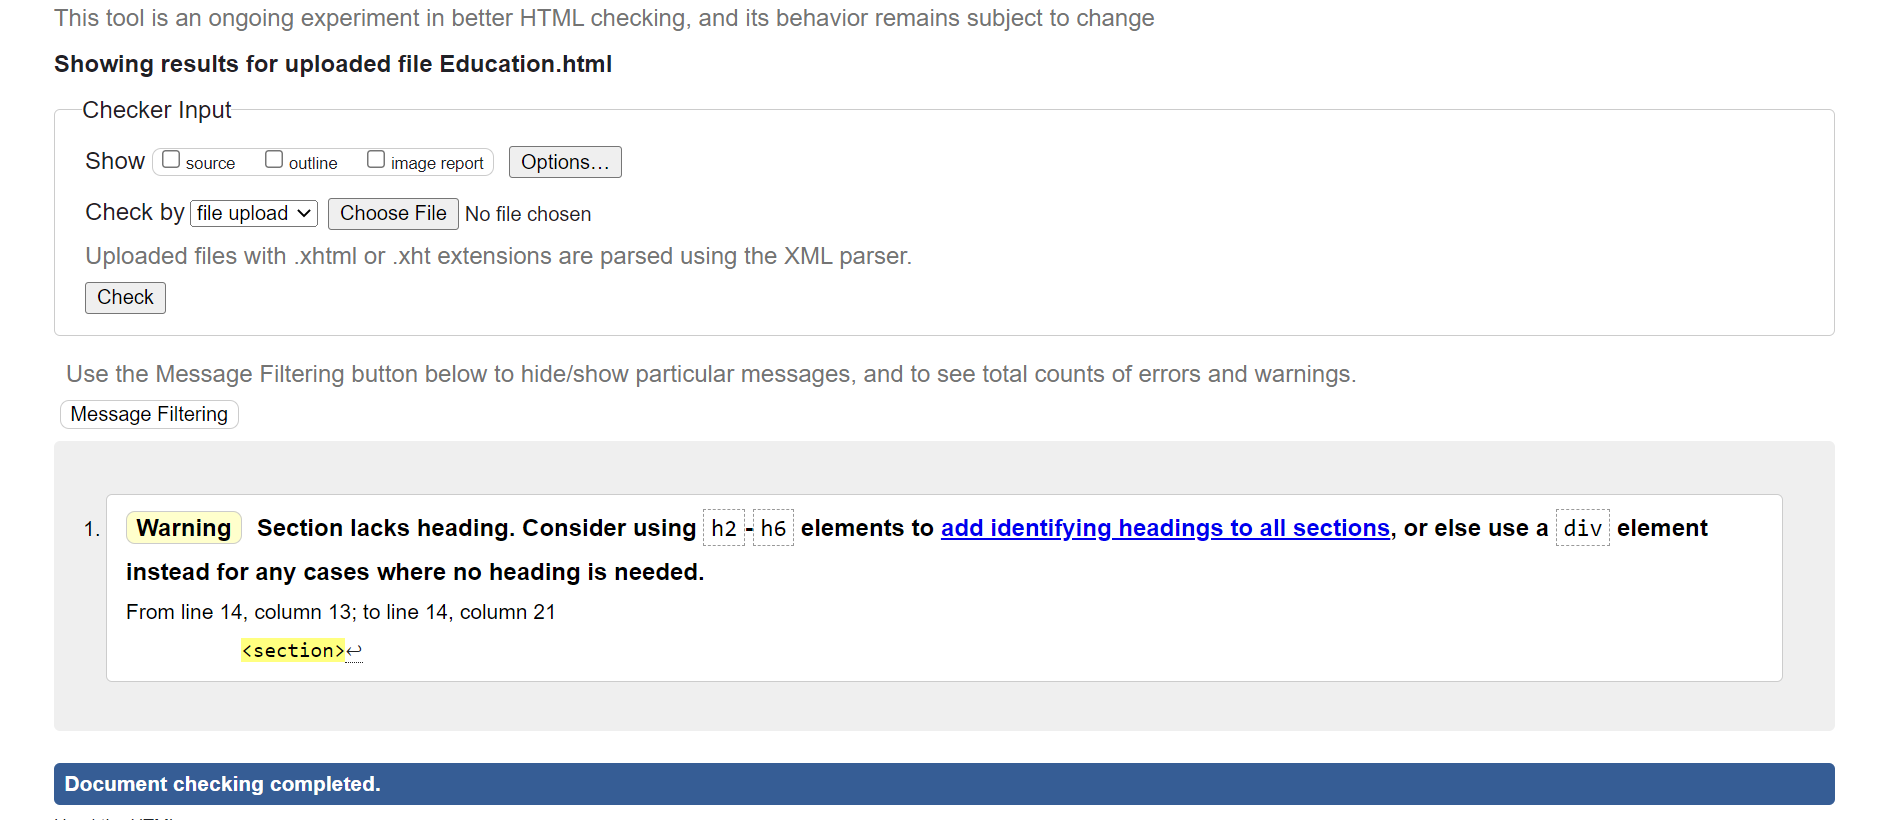 This tool is an ongoing experiment in better HTML checking, and its behavior remains subject to change
Showing results for uploaded file Education.html
Checker Input
Show source outline image report Options...
Check by file upload Choose File No file chosen
Uploaded files with .xhtml or .xht extensions are parsed using the XML parser.
Check
Use the Message Filtering button below to hide/show particular messages, and to see total counts of errors and warnings.
Message Filtering
1. Warning Section lacks heading. Consider using h2-h6 elements to add identifying headings to all sections, or else use a div element
instead for any cases where no heading is needed.
From line 14, column 13; to line 14, column 21
<section>↩
Document checking completed.